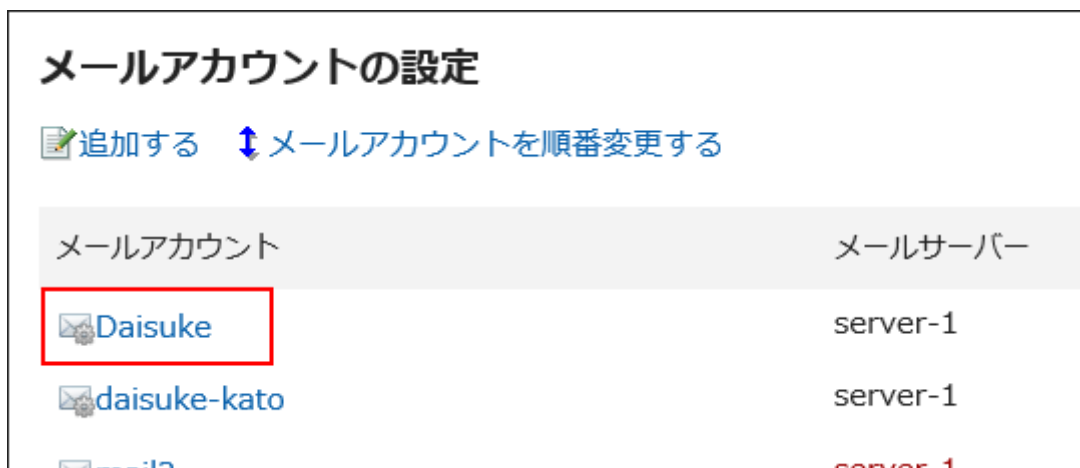 メールアカウントの設定
追加する メールアカウントを順番変更する
メールアカウント メールサーバー
Daisuke server-1
daisuke-kato server-1